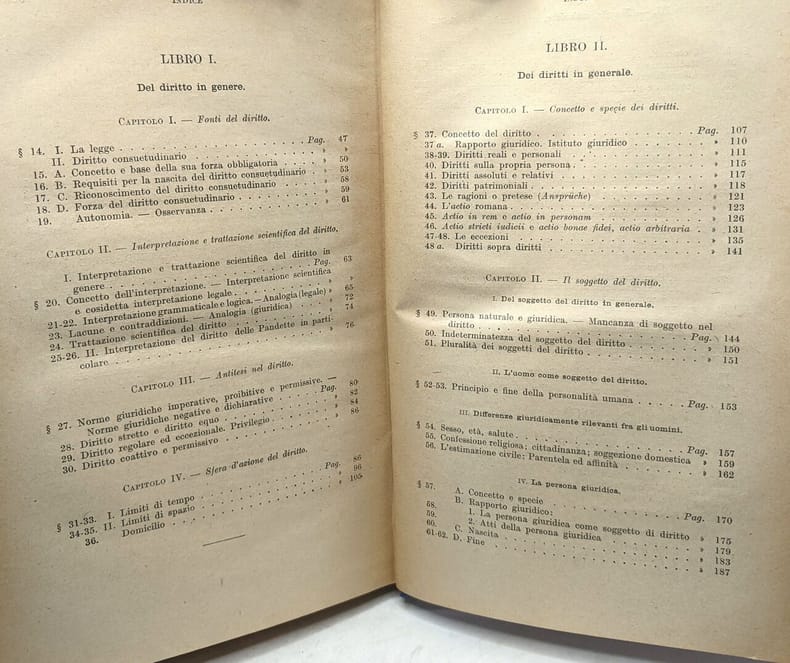 INDICE
LIBRO I.
Del diritto in genere.
CAPITOLO I. — Fonti del diritto.
§ 14. I. La legge . . . . . . . . . . . . . . Pag. 47
II. Diritto consuetudinario . . . . . . . . . » »
15. A. Concetto e base della sua forza obbligatoria . . . . » 50
16. B. Requisiti per la nascita del diritto consuetudinario . » 53
17. C. Riconoscimento del diritto consuetudinario . . . » 58
18. D. Forza del diritto consuetudinario . . . . . » 59
19. Autonomia. — Osservanza . . . . . . . » 61
CAPITOLO II. — Interpretazione e trattazione scientifica del diritto.
I. Interpretazione e trattazione scientifica del diritto in
genere . . . . . . . . . . . . Pag. 63
§ 20. Concetto dell'interpretazione. — Interpretazione scientifica
e cosidetta interpretazione legale . . . . . . » »
21-22. Interpretazione grammaticale e logica. — Analogia (legale) » 65
23. Lacune e contraddizioni. — Analogia (giuridica) . . » 72
24. Trattazione scientifica del diritto . . . . . » 74
25-26. II. Interpretazione del diritto delle Pandette in parti-
colare . . . . . . . . . . . . » 76
CAPITOLO III. — Antitesi nel diritto.
§ 27. Norme giuridiche imperative, proibitive e permissive. —
Norme giuridiche negative e dichiarative . . . Pag. 80
28. Diritto stretto e diritto equo . . . . . . . » 82
29. Diritto regolare ed eccezionale. Privilegio . . . . » 84
30. Diritto coattivo e permissivo . . . . . . . » 86
CAPITOLO IV. — Sfera d'azione del diritto.
§ 31-33. I. Limiti di tempo . . . . . . . . Pag. 86
34-35. II. Limiti di spazio . . . . . . . . » 96
36. Domicilio . . . . . . . . . . . » 105
LIBRO II.
Dei diritti in generale.
CAPITOLO I. — Concetto e specie dei diritti.
§ 37. Concetto del diritto . . . . . . . . . Pag. 107
37 a. Rapporto giuridico. Istituto giuridico . . . . » 110
38-39. Diritti reali e personali . . . . . . . » 111
40. Diritti sulla propria persona . . . . . . . » 115
41. Diritti assoluti e relativi . . . . . . . » 117
42. Diritti patrimoniali . . . . . . . . . » 118
43. Le ragioni o pretese (Ansprüche) . . . . . . » 121
44. L'actio romana . . . . . . . . . . » 123
45. Actio in rem e actio in personam . . . . . . » 126
46. Actio stricti iudicii e actio bonae fidei, actio arbitraria . » 131
47-48. Le eccezioni . . . . . . . . . . » 135
48 a. Diritti sopra diritti . . . . . . . . » 141
CAPITOLO II. — Il soggetto del diritto.
I. Del soggetto del diritto in generale.
§ 49. Persona naturale e giuridica. — Mancanza di soggetto nel
diritto . . . . . . . . . . . . Pag. 144
50. Indeterminatezza del soggetto del diritto . . . . » 150
51. Pluralità dei soggetti del diritto . . . . . . » 151
II. L'uomo come soggetto del diritto.
§ 52-53. Principio e fine della personalità umana . . . . Pag. 153
III. Differenze giuridicamente rilevanti fra gli uomini.
§ 54. Sesso, età, salute . . . . . . . . . Pag. 157
55. Confessione religiosa; cittadinanza; soggezione domestica » 159
56. L'estimazione civile; Parentela ed affinità . . . . » 162
IV. La persona giuridica.
§ 57. A. Concetto e specie . . . . . . . . Pag. 170
B. Rapporto giuridico:
58. 1. La persona giuridica come soggetto di diritto . » 175
59. 2. Atti della persona giuridica . . . . . » 179
60. C. Nascita . . . . . . . . . . » 183
61-62. D. Fine . . . . . . . . . . » 187